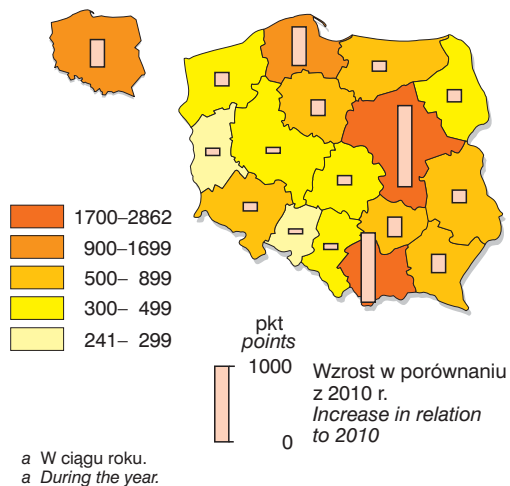 1700–2862
900–1699
500– 899
300– 499
241– 299
pkt
points
1000
0
Wzrost w porównaniu
z 2010 r.
Increase in relation
to 2010
a W ciągu roku.
a During the year.